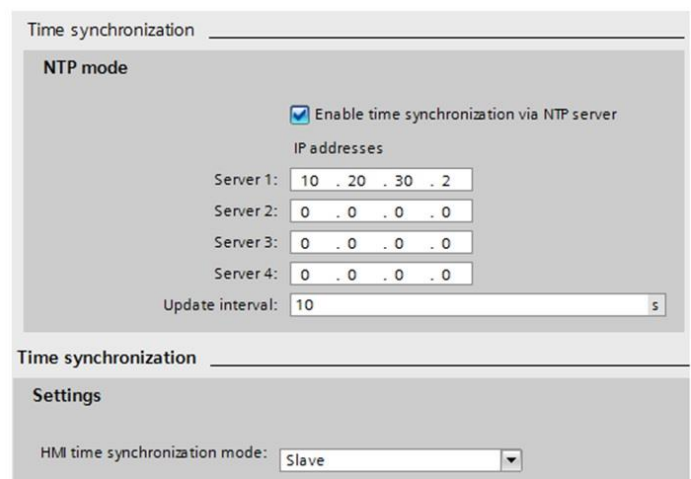 Time synchronization
NTP mode
Enable time synchronization via NTP server
IP addresses
Server 1: 10 . 20 . 30 . 2
Server 2: 0 . 0 . 0 . 0
Server 3: 0 . 0 . 0 . 0
Server 4: 0 . 0 . 0 . 0
Update interval: 10 s
Time synchronization
Settings
HMI time synchronization mode: Slave